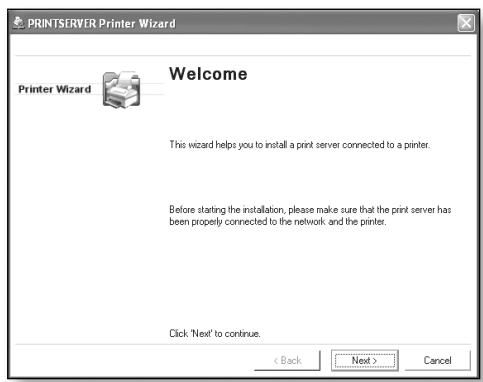 PRINTSERVER Printer Wizard
Printer Wizard
Welcome
This wizard helps you to install a print server connected to a printer.
Before starting the installation, please make sure that the print server has
been properly connected to the network and the printer.
Click 'Next' to continue.
< Back
Next >
Cancel